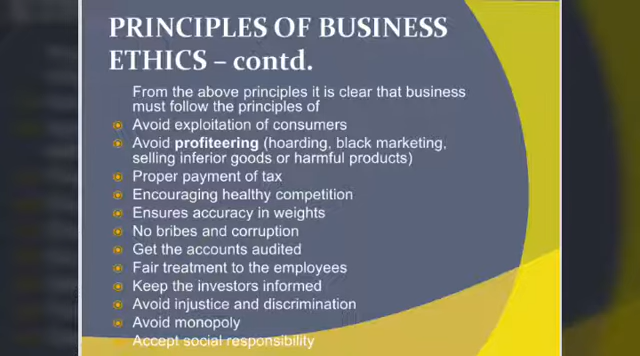 PRINCIPLES OF BUSINESS
ETHICS – contd.
From the above principles it is clear that business
must follow the principles of
Avoid exploitation of consumers
Avoid profiteering (hoarding, black marketing,
selling inferior goods or harmful products)
Proper payment of tax
Encouraging healthy competition
Ensures accuracy in weights
No bribes and corruption
Get the accounts audited
Fair treatment to the employees
Keep the investors informed
Avoid injustice and discrimination
Avoid monopoly
Accept social responsibility